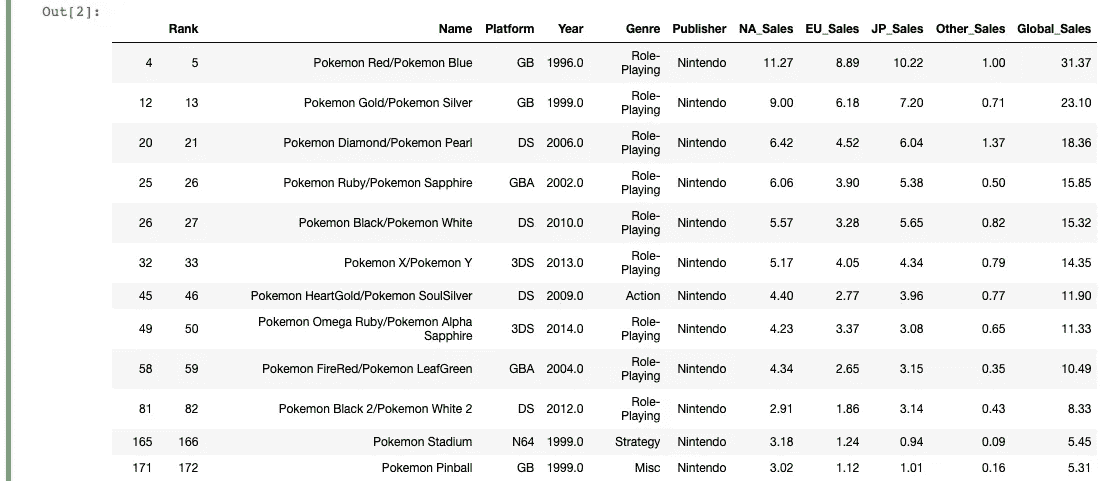 Out[2]:
Rank Name Platform Year Genre Publisher NA_Sales EU_Sales JP_Sales Other_Sales Global_Sales
4 5 Pokemon Red/Pokemon Blue GB 1996.0 Role-Playing Nintendo 11.27 8.89 10.22 1.00 31.37
12 13 Pokemon Gold/Pokemon Silver GB 1999.0 Role-Playing Nintendo 9.00 6.18 7.20 0.71 23.10
20 21 Pokemon Diamond/Pokemon Pearl DS 2006.0 Role-Playing Nintendo 6.42 4.52 6.04 1.37 18.36
25 26 Pokemon Ruby/Pokemon Sapphire GBA 2002.0 Role-Playing Nintendo 6.06 3.90 5.38 0.50 15.85
26 27 Pokemon Black/Pokemon White DS 2010.0 Role-Playing Nintendo 5.57 3.28 5.65 0.82 15.32
32 33 Pokemon X/Pokemon Y 3DS 2013.0 Role-Playing Nintendo 5.17 4.05 4.34 0.79 14.35
45 46 Pokemon HeartGold/Pokemon SoulSilver DS 2009.0 Action Nintendo 4.40 2.77 3.96 0.77 11.90
49 50 Pokemon Omega Ruby/Pokemon Alpha Sapphire 3DS 2014.0 Role-Playing Nintendo 4.23 3.37 3.08 0.65 11.33
58 59 Pokemon FireRed/Pokemon LeafGreen GBA 2004.0 Role-Playing Nintendo 4.34 2.65 3.15 0.35 10.49
81 82 Pokemon Black 2/Pokemon White 2 DS 2012.0 Role-Playing Nintendo 2.91 1.86 3.14 0.43 8.33
165 166 Pokemon Stadium N64 1999.0 Strategy Nintendo 3.18 1.24 0.94 0.09 5.45
171 172 Pokemon Pinball GB 1999.0 Misc Nintendo 3.02 1.12 1.01 0.16 5.31